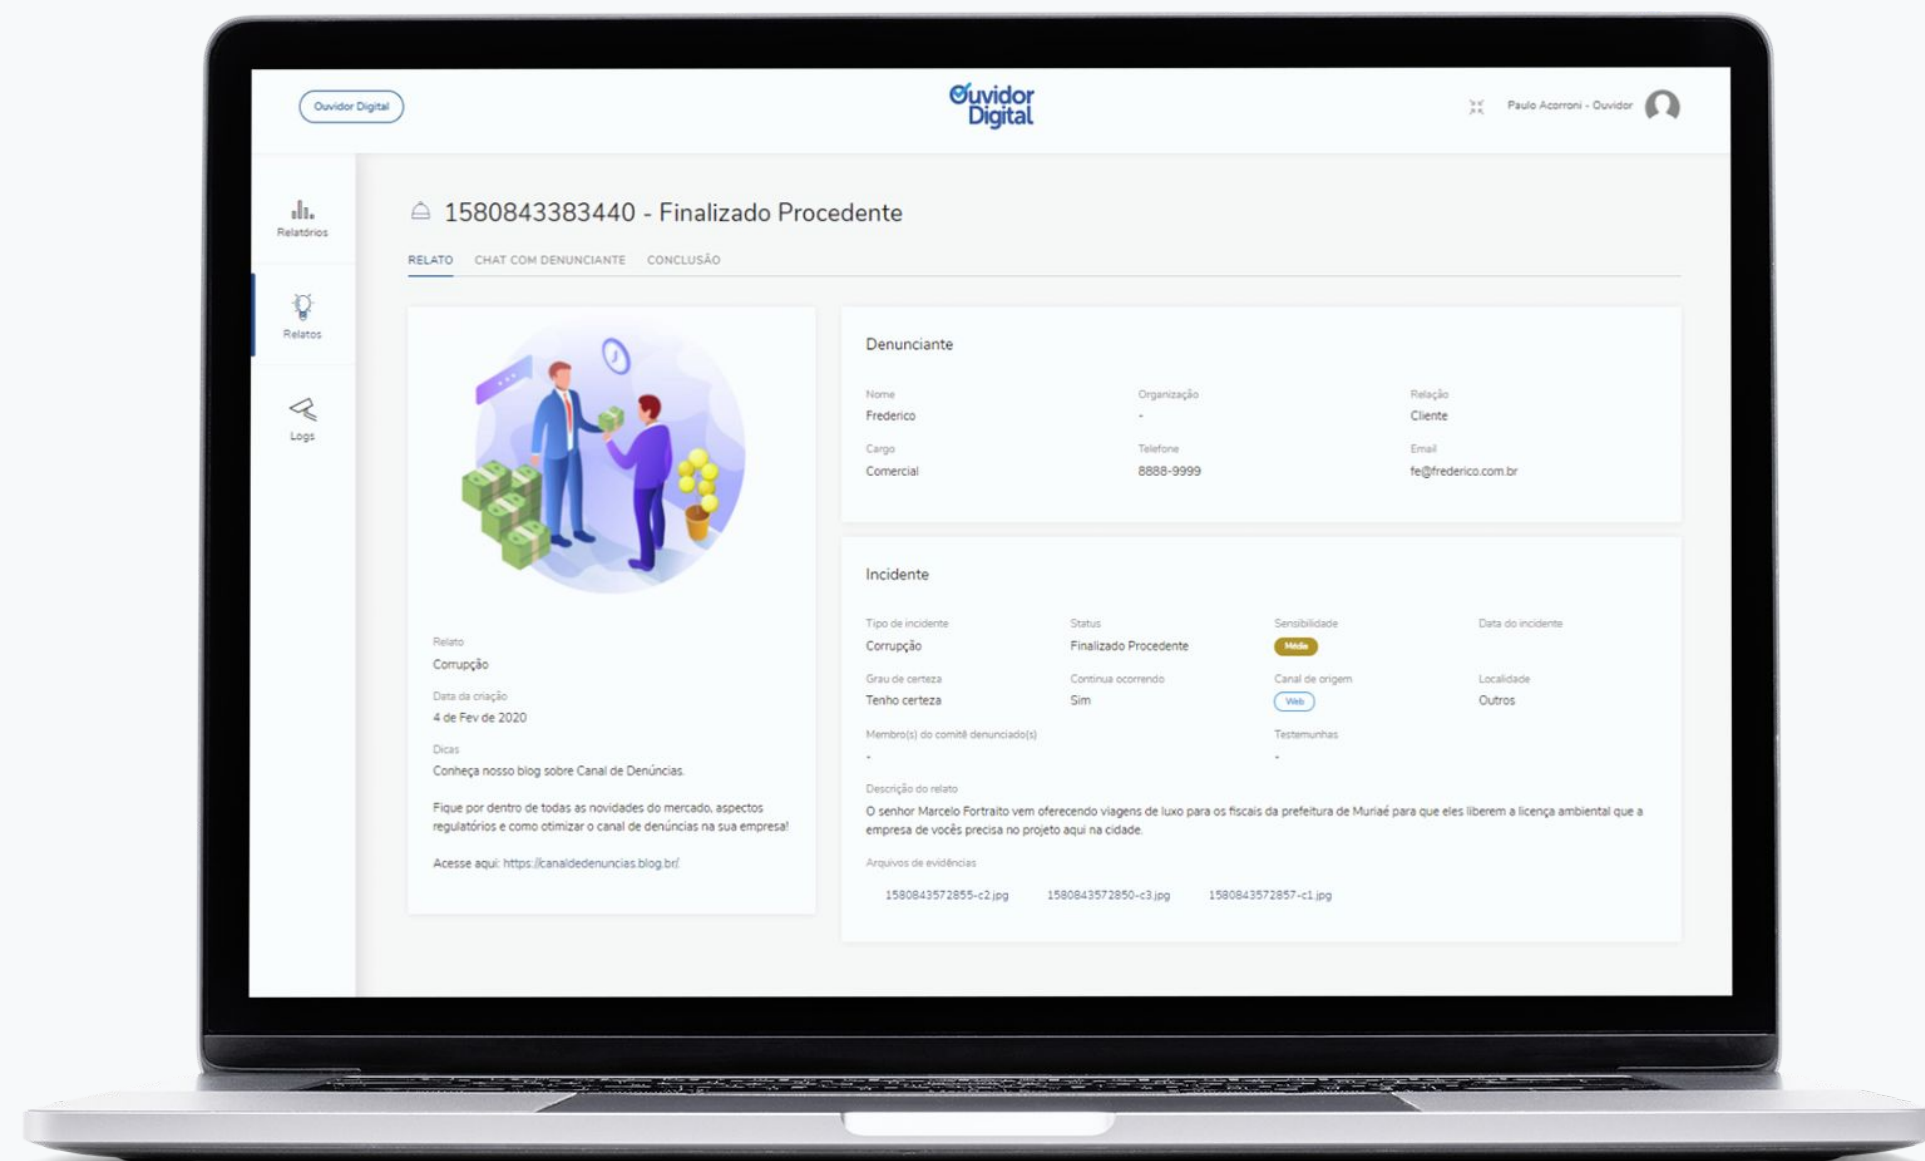 Ouvidor Digital
Ouvidor
Digital
Paulo Acorroni - Ouvidor
Relatórios
Relatos
Logs
1580843383440 - Finalizado Procedente
RELATO CHAT COM DENUNCIANTE CONCLUSÃO
Relato
Corrupção
Data da criação
4 de Fev de 2020
Dicas
Conheça nosso blog sobre Canal de Denúncias.
Fique por dentro de todas as novidades do mercado, aspectos
regulatórios e como otimizar o canal de denúncias na sua empresa!
Acesse aqui: https://canaldedenuncias.blog.br/
Denunciante
Nome Organização Relação
Frederico - Cliente
Cargo Telefone Email
Comercial 8888-9999 fe@frederico.com.br
Incidente
Tipo de incidente Status Sensibilidade Data do incidente
Corrupção Finalizado Procedente Média
Grau de certeza Continua ocorrendo Canal de origem Localidade
Tenho certeza Sim Web Outros
Membro(s) do comitê denunciado(s) Testemunhas
- -
Descrição do relato
O senhor Marcelo Fortraito vem oferecendo viagens de luxo para os fiscais da prefeitura de Muriaé para que eles liberem a licença ambiental que a
empresa de vocês precisa no projeto aqui na cidade.
Arquivos de evidências
1580843572855-c2.jpg 1580843572850-c3.jpg 1580843572857-c1.jpg